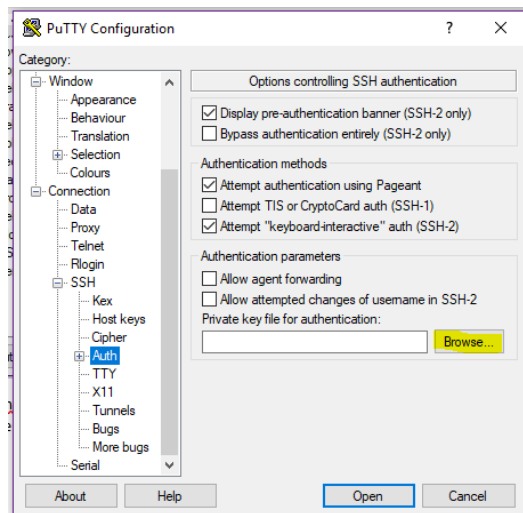 PuTTY Configuration
?
Category:
Window
Appearance
Behaviour
Translation
Selection
Colours
Connection
Data
Proxy
Telnet
Rlogin
SSH
Kex
Host keys
Cipher
Auth
TTY
X11
Tunnels
Bugs
More bugs
Serial
Options controlling SSH authentication
Display pre-authentication banner (SSH-2 only)
Bypass authentication entirely (SSH-2 only)
Authentication methods
Attempt authentication using Pageant
Attempt TIS or CryptoCard auth (SSH-1)
Attempt "keyboard-interactive" auth (SSH-2)
Authentication parameters
Allow agent forwarding
Allow attempted changes of username in SSH-2
Private key file for authentication:
Browse...
About
Help
Open
Cancel